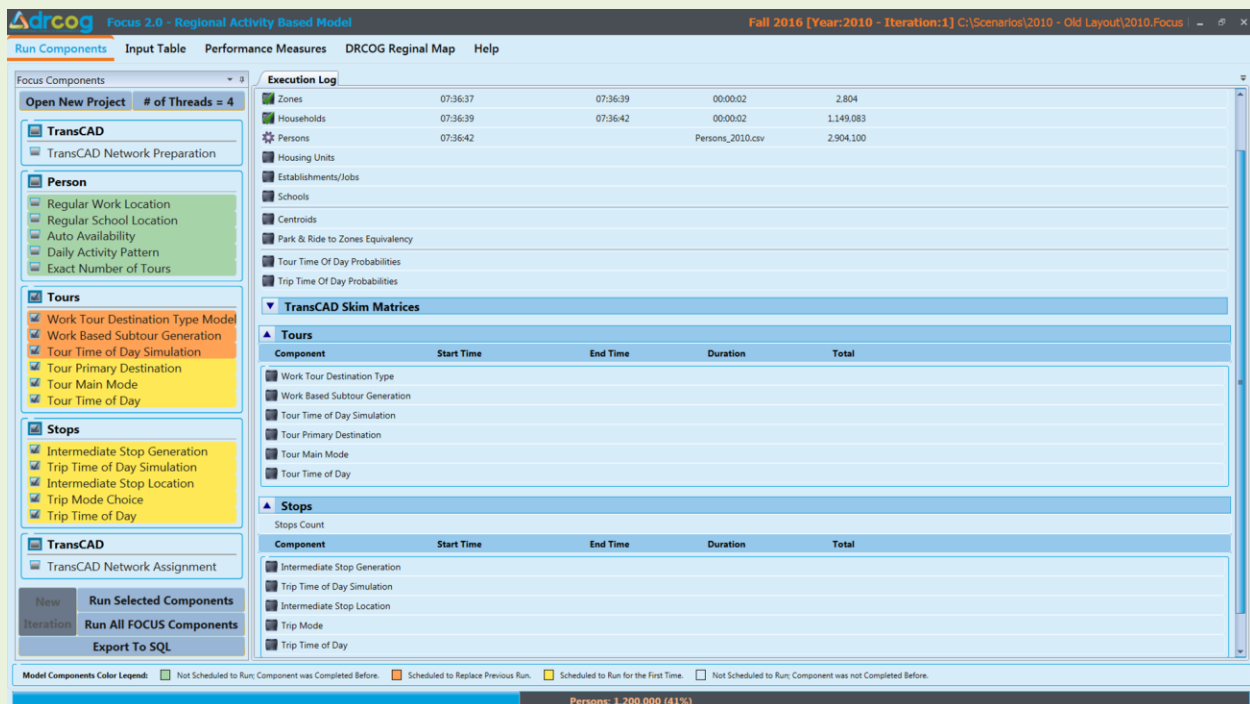 drcog Focus 2.0 - Regional Activity Based Model
Fall 2016 [Year:2010 - Iteration:1] C:\Scenarios\2010 - Old Layout\2010.Focus
Run Components Input Table Performance Measures DRCOG Reginal Map Help
Focus Components
Open New Project # of Threads = 4
TransCAD
TransCAD Network Preparation
Person
Regular Work Location
Regular School Location
Auto Availability
Daily Activity Pattern
Exact Number of Tours
Tours
Work Tour Destination Type Model
Work Based Subtour Generation
Tour Time of Day Simulation
Tour Primary Destination
Tour Main Mode
Tour Time of Day
Stops
Intermediate Stop Generation
Trip Time of Day Simulation
Intermediate Stop Location
Trip Mode Choice
Trip Time of Day
TransCAD
TransCAD Network Assignment
New Iteration
Run Selected Components
Run All FOCUS Components
Export To SQL
Execution Log
Zones 07:36:37 07:36:39 00:00:02 2,804
Households 07:36:39 07:36:42 00:00:02 1,149,083
Persons 07:36:42 Persons_2010.csv 2,904,100
Housing Units
Establishments/Jobs
Schools
Centroids
Park & Ride to Zones Equivalency
Tour Time Of Day Probabilities
Trip Time Of Day Probabilities
TransCAD Skim Matrices
Tours
Component Start Time End Time Duration Total
Work Tour Destination Type
Work Based Subtour Generation
Tour Time of Day Simulation
Tour Primary Destination
Tour Main Mode
Tour Time of Day
Stops
Stops Count
Component Start Time End Time Duration Total
Intermediate Stop Generation
Trip Time of Day Simulation
Intermediate Stop Location
Trip Mode
Trip Time of Day
Model Components Color Legend: Not Scheduled to Run; Component was Completed Before. Scheduled to Replace Previous Run. Scheduled to Run for the First Time. Not Scheduled to Run; Component was not Completed Before.
Persons: 1,200,000 (41%)